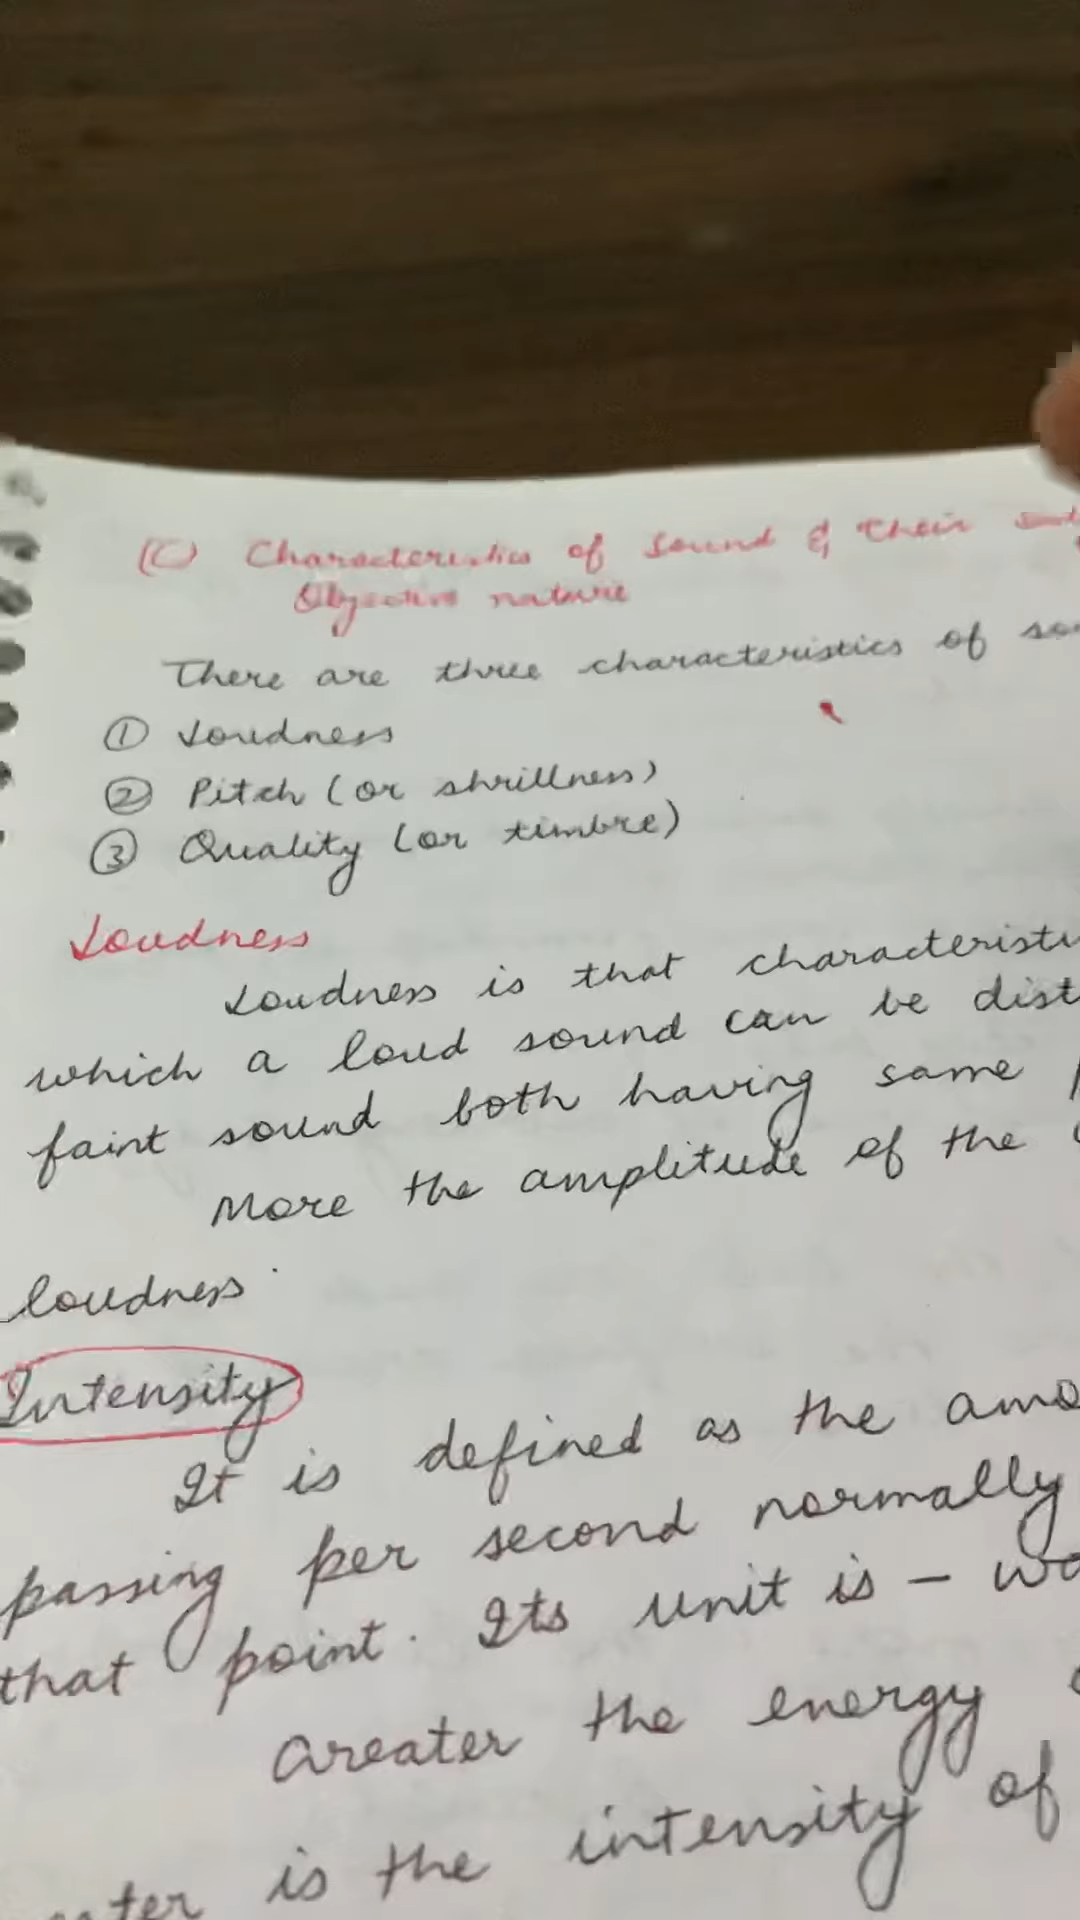 (C) Characteristics of Sound & their
Objective nature
There are three characteristics of
① Loudness
② Pitch (or shrillness)
③ Quality (or timbre)
Loudness
Loudness is that
which a loud sound can be
faint sound both having same
More the amplitude of the
loudness.
Intensity
It is defined as the
passing per second normally
that point. Its unit is –
Greater the energy
is the intensity of